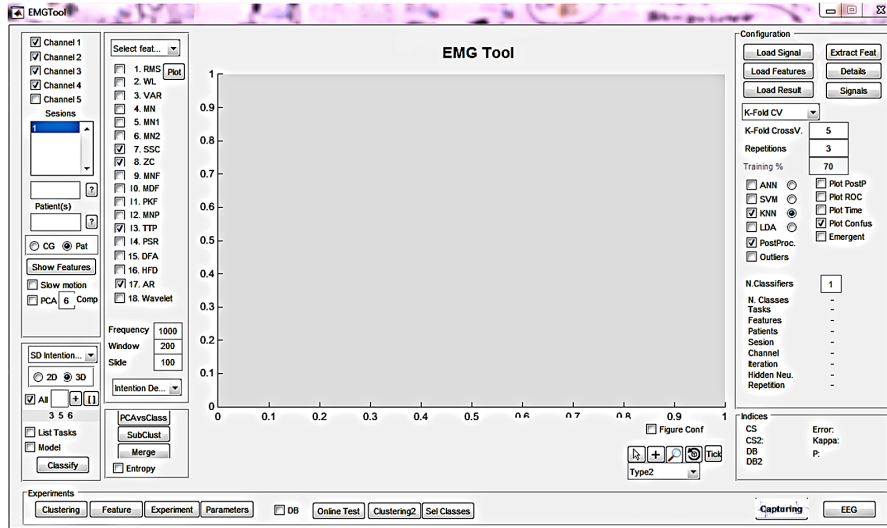 EMGTool
Channel 1
Channel 2
Channel 3
Channel 4
Channel 5
Sesions
1
?
Patient(s)
?
CG Pat
Show Features
Slow motion
PCA 6 Comp
SD Intention...
2D 3D
All + []
3 5 6
List Tasks
Model
Classify
Select feat...
Plot
1. RMS
2. WL
3. VAR
4. MN
5. MN1
6. MN2
7. SSC
8. ZC
9. MNF
10. MDF
11. PKF
12. MNP
13. TTP
14. PSR
15. DFA
16. HFD
17. AR
18. Wavelet
Frequency 1000
Window 200
Slide 100
Intention De...
PCAvsClass
SubClust
Merge
Entropy
EMG Tool
1
0.9
0.8
0.7
0.6
0.5
0.4
0.3
0.2
0.1
0
0 0.1 0.2 0.3 0.4 0.5 0.6 0.7 0.8 0.9 1
Figure Conf
+ Tick
Type2
Configuration
Load Signal Extract Feat
Load Features Details
Load Result Signals
K-Fold CV
K-Fold CrossV. 5
Repetitions 3
Training % 70
ANN Plot PostP
SVM Plot ROC
KNN Plot Time
LDA Plot Confus
PostProc. Emergent
Outliers
N.Classifiers 1
N. Classes -
Tasks -
Features -
Patients -
Sesion -
Channel -
Iteration -
Hidden Neu. -
Repetition -
Indices
CS Error:
CS2: Kappa:
DB P:
DB2
Experiments
Clustering Feature Experiment Parameters DB Online Test Clustering2 Sel Classes Capturing EEG